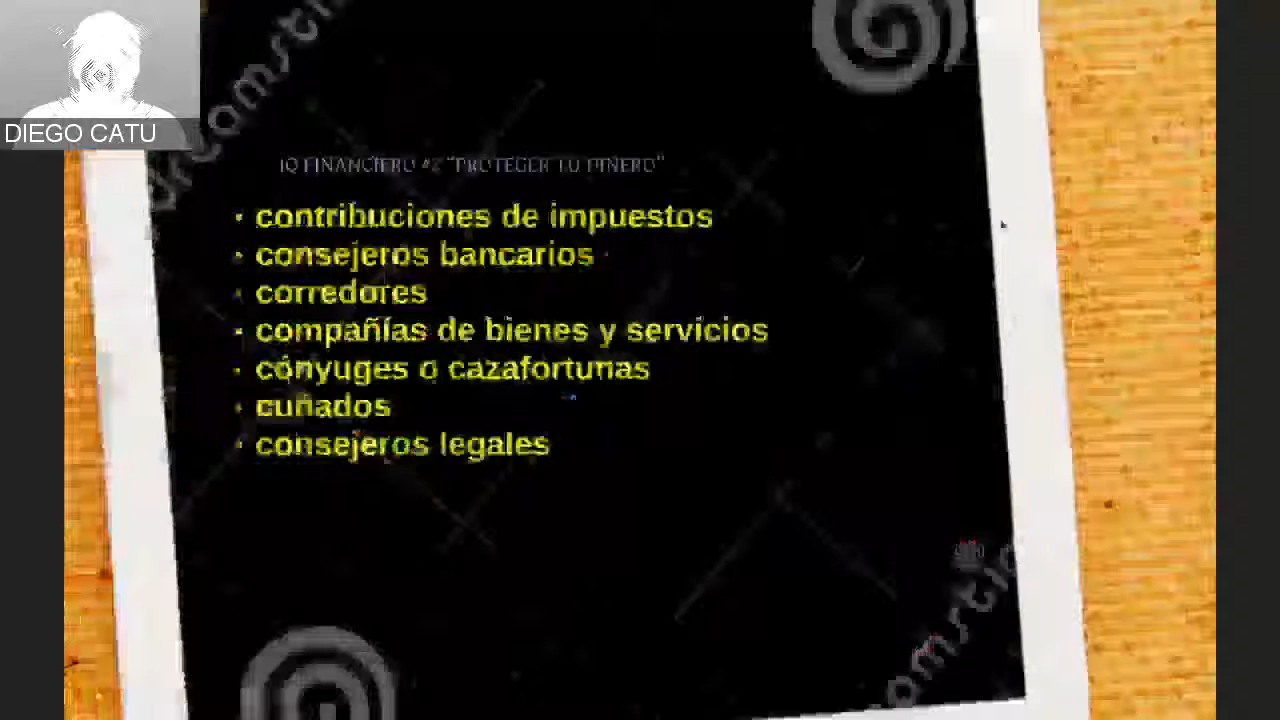 DIEGO CATU
dreamstime
IQ FINANCIERO #2 "PROTEGER TU DINERO"
· contribuciones de impuestos
· consejeros bancarios
· corredores
· compañías de bienes y servicios
· cónyuges o cazafortunas
· cuñados
· consejeros legales